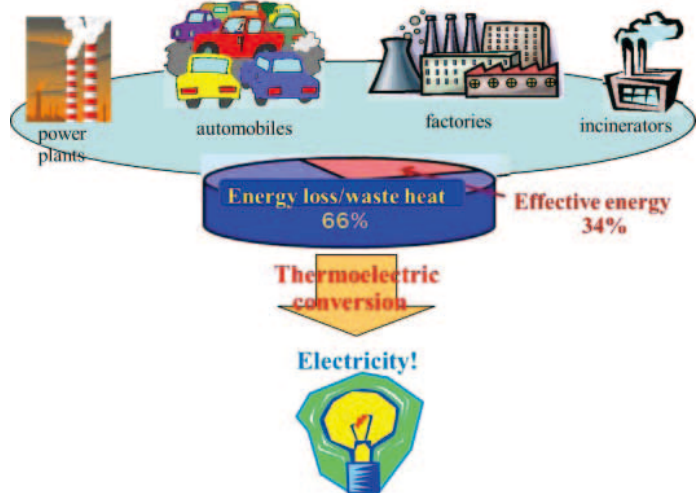 power
plants
automobiles
factories
incinerators
Energy loss/waste heat
66%
Effective energy
34%
Thermoelectric
conversion
Electricity!